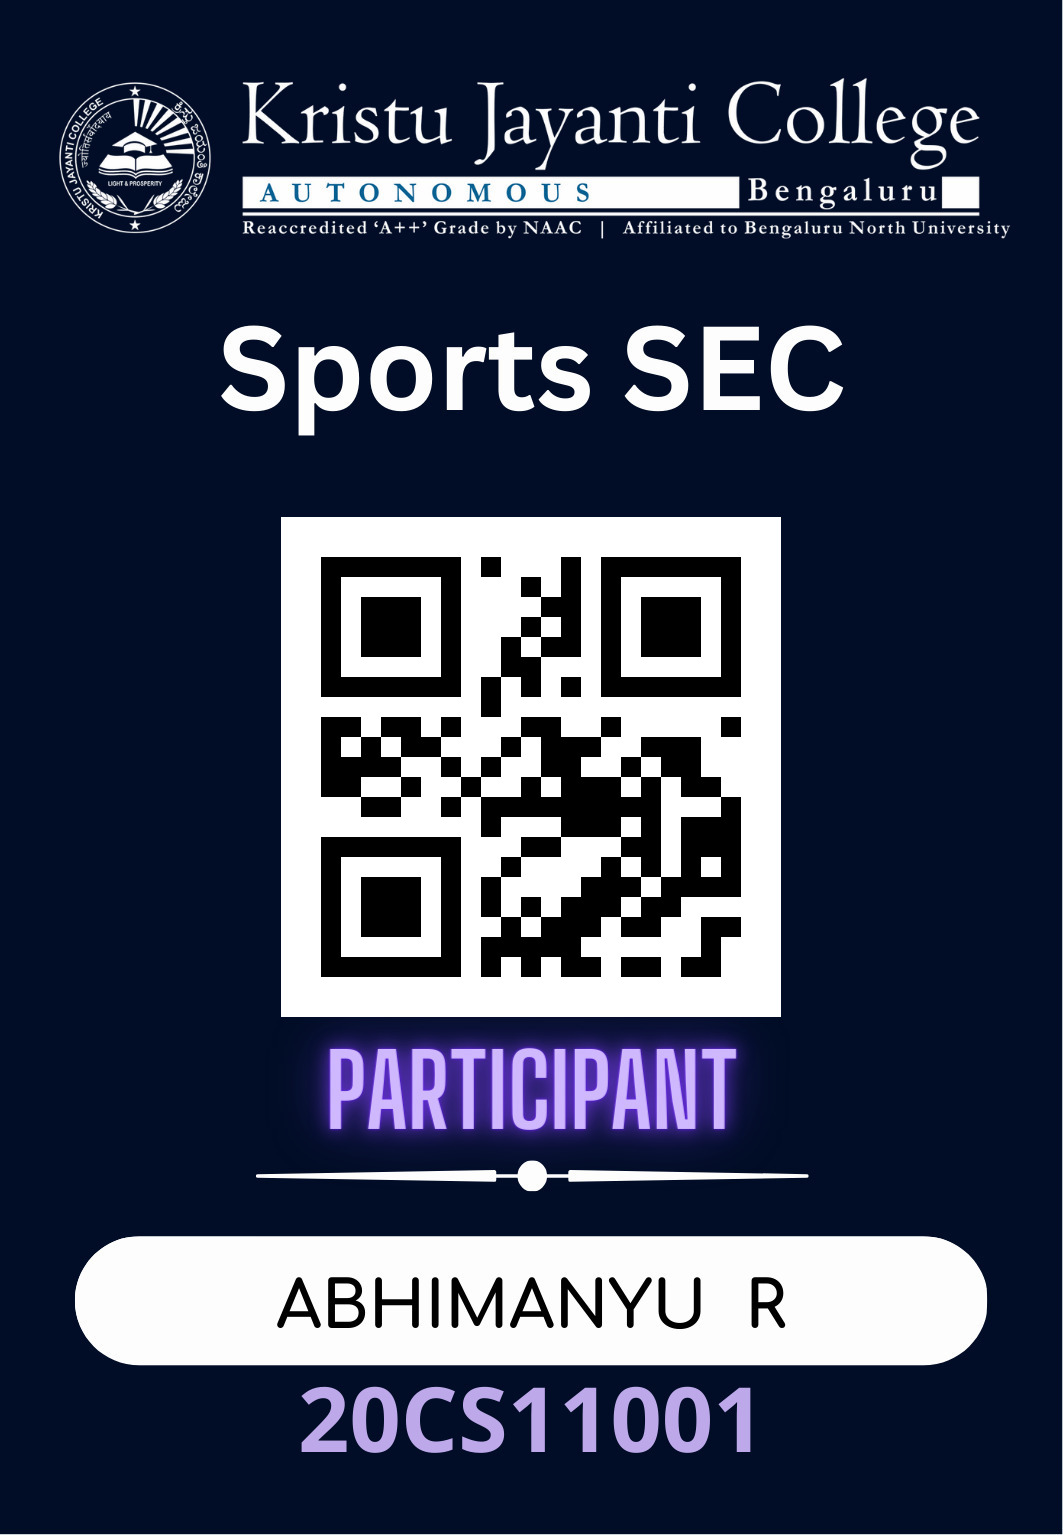 Kristu Jayanti College
AUTONOMOUS Bengaluru
Reaccredited ‘A++’ Grade by NAAC | Affiliated to Bengaluru North University
KRISTU JAYANTI COLLEGE
LIGHT & PROSPERITY
Sports SEC
PARTICIPANT
ABHIMANYU R
20CS11001